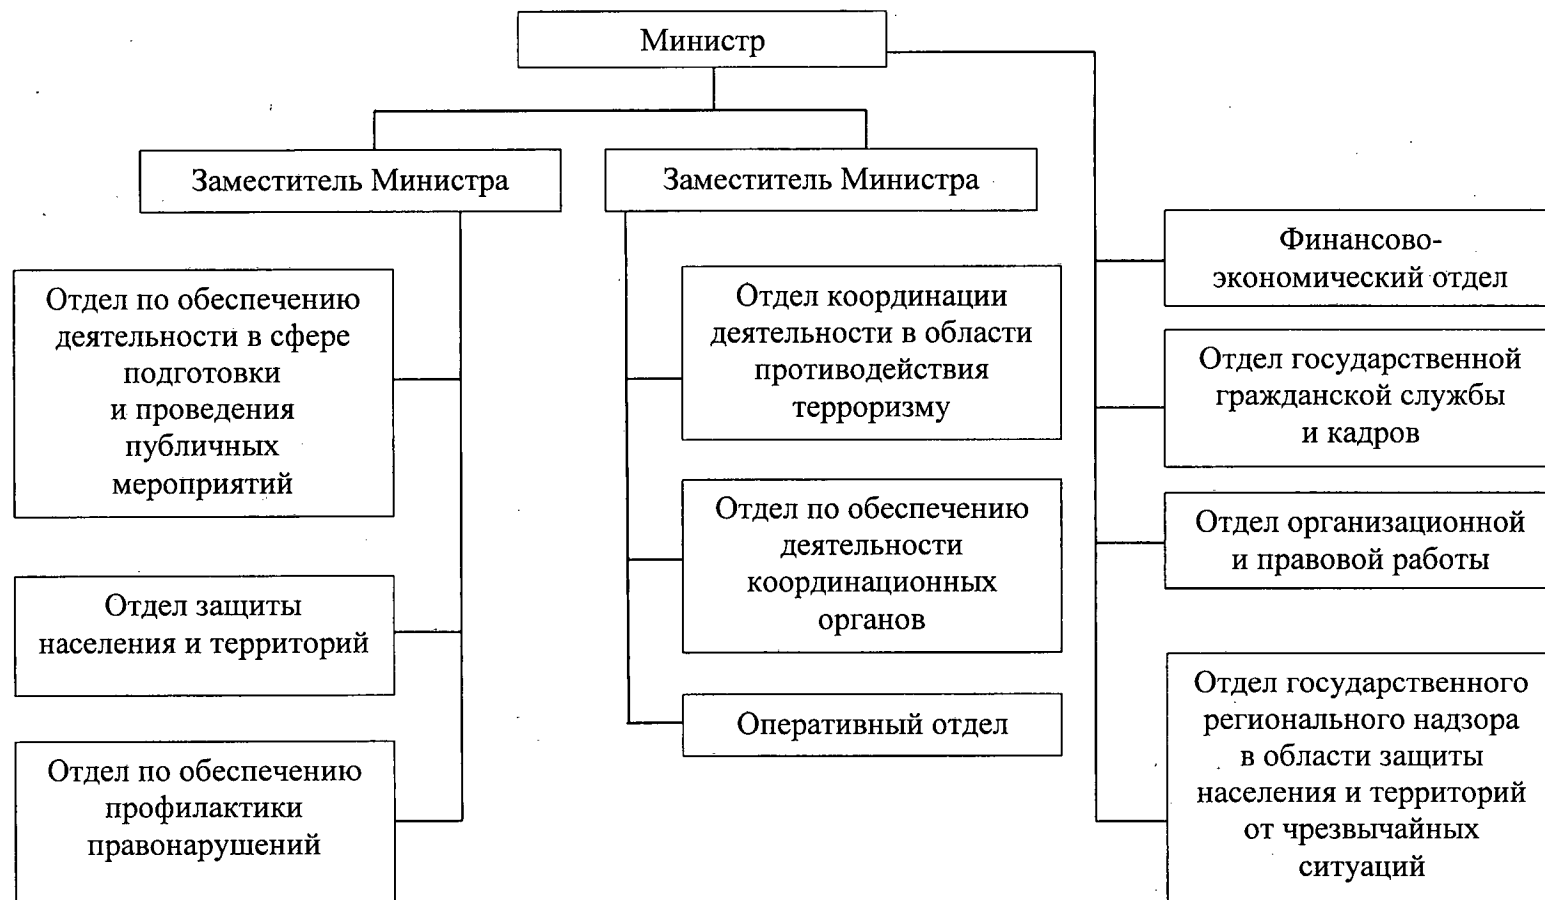 Министр
Заместитель Министра
Заместитель Министра
Отдел по обеспечению
деятельности в сфере
подготовки
и проведения
публичных
мероприятий
Отдел защиты
населения и территорий
Отдел по обеспечению
профилактики
правонарушений
Отдел координации
деятельности в области
противодействия
терроризму
Отдел по обеспечению
деятельности
координационных
органов
Оперативный отдел
Финансово-
экономический отдел
Отдел государственной
гражданской службы
и кадров
Отдел организационной
и правовой работы
Отдел государственного
регионального надзора
в области защиты
населения и территорий
от чрезвычайных
ситуаций